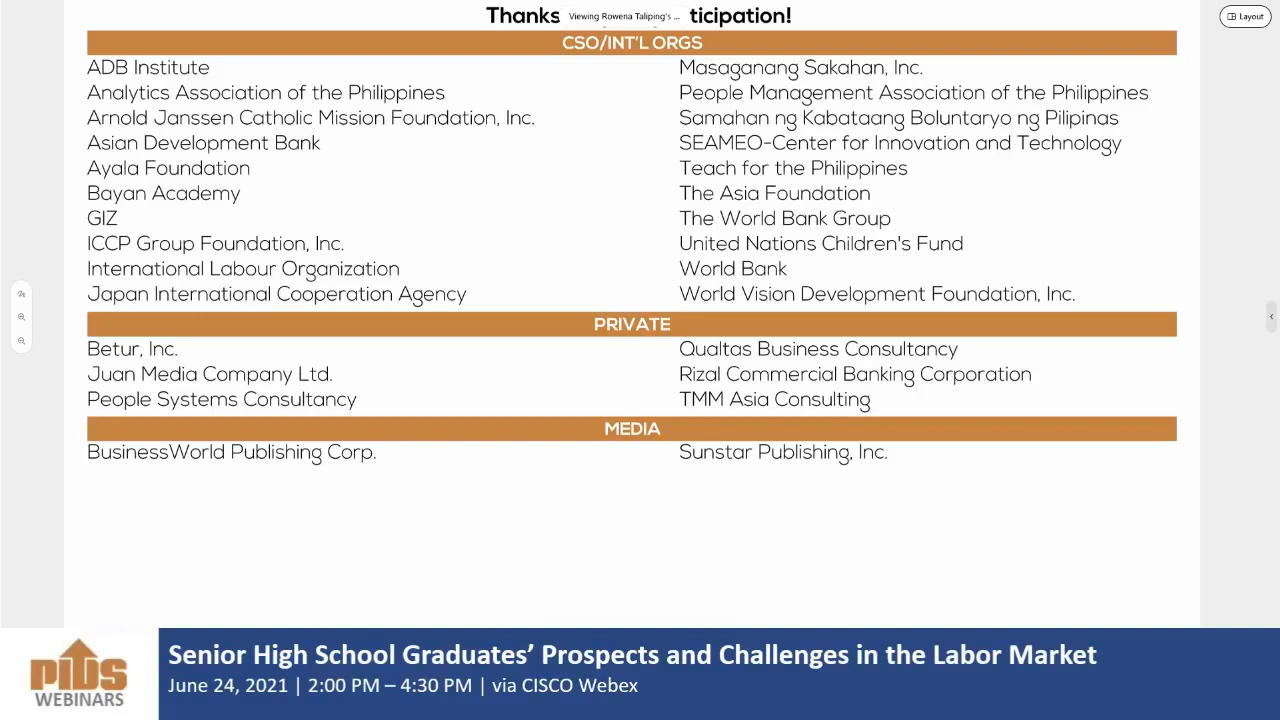 Thanks ticipation!
Viewing Rowena Taliping's ...
Layout
CSO/INT'L ORGS
ADB Institute
Analytics Association of the Philippines
Arnold Janssen Catholic Mission Foundation, Inc.
Asian Development Bank
Ayala Foundation
Bayan Academy
GIZ
ICCP Group Foundation, Inc.
International Labour Organization
Japan International Cooperation Agency
Masaganang Sakahan, Inc.
People Management Association of the Philippines
Samahan ng Kabataang Boluntaryo ng Pilipinas
SEAMEO-Center for Innovation and Technology
Teach for the Philippines
The Asia Foundation
The World Bank Group
United Nations Children's Fund
World Bank
World Vision Development Foundation, Inc.
PRIVATE
Betur, Inc.
Juan Media Company Ltd.
People Systems Consultancy
Qualtas Business Consultancy
Rizal Commercial Banking Corporation
TMM Asia Consulting
MEDIA
BusinessWorld Publishing Corp.
Sunstar Publishing, Inc.
pids
WEBINARS
Senior High School Graduates' Prospects and Challenges in the Labor Market
June 24, 2021 | 2:00 PM – 4:30 PM | via CISCO Webex